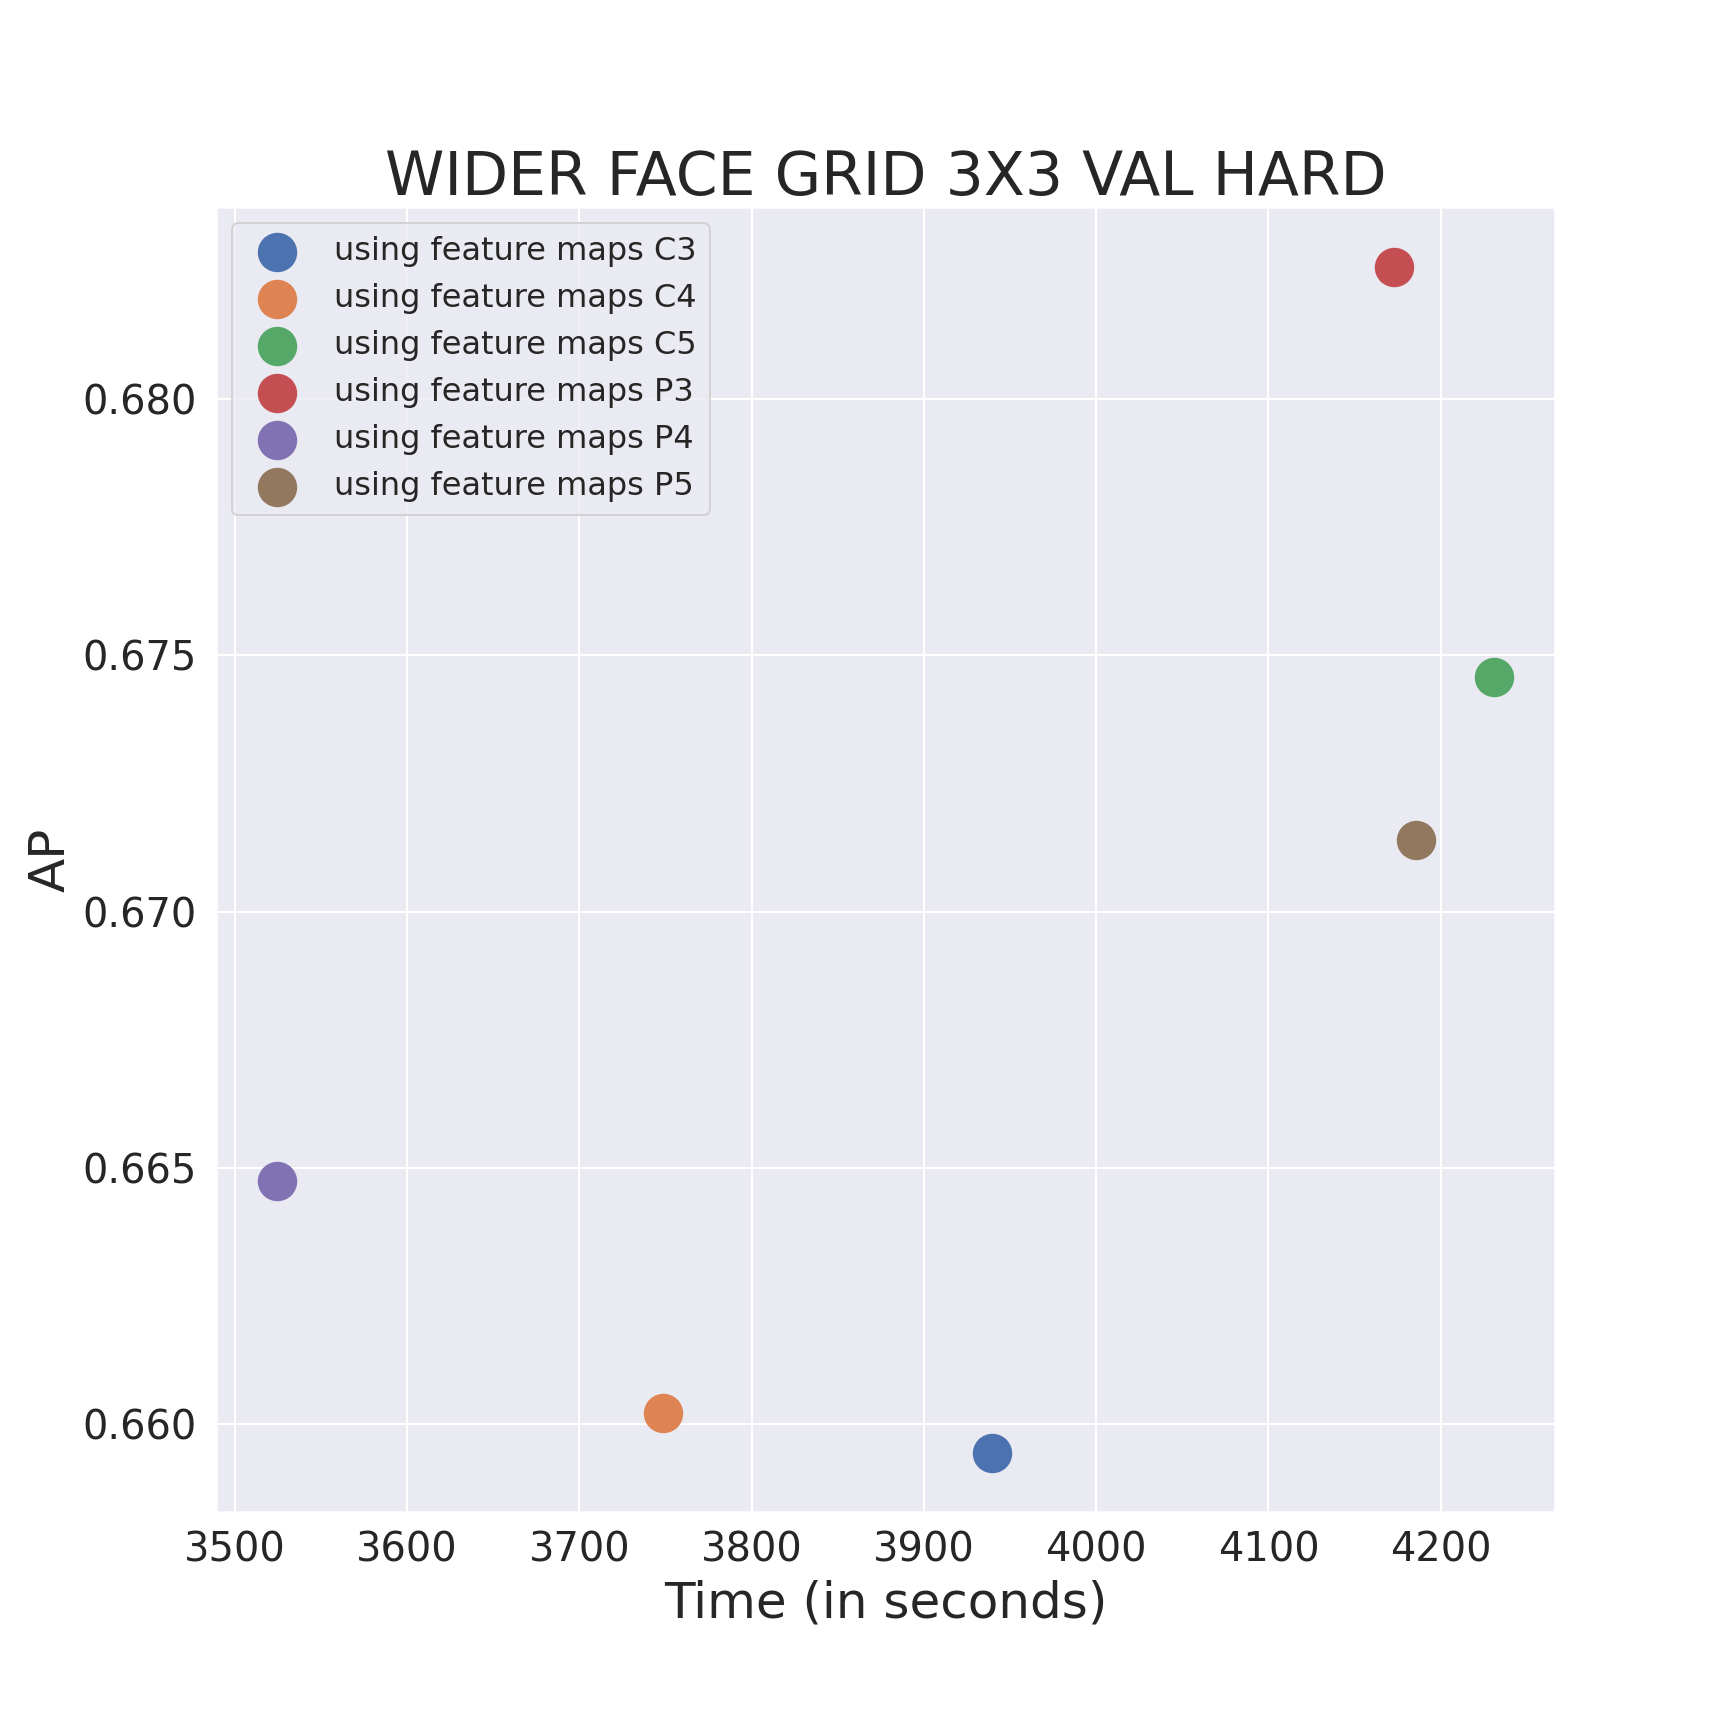 WIDER FACE GRID 3X3 VAL HARD
using feature maps C3
using feature maps C4
using feature maps C5
using feature maps P3
using feature maps P4
using feature maps P5
0.680
0.675
0.670
0.665
0.660
AP
3500 3600 3700 3800 3900 4000 4100 4200
Time (in seconds)